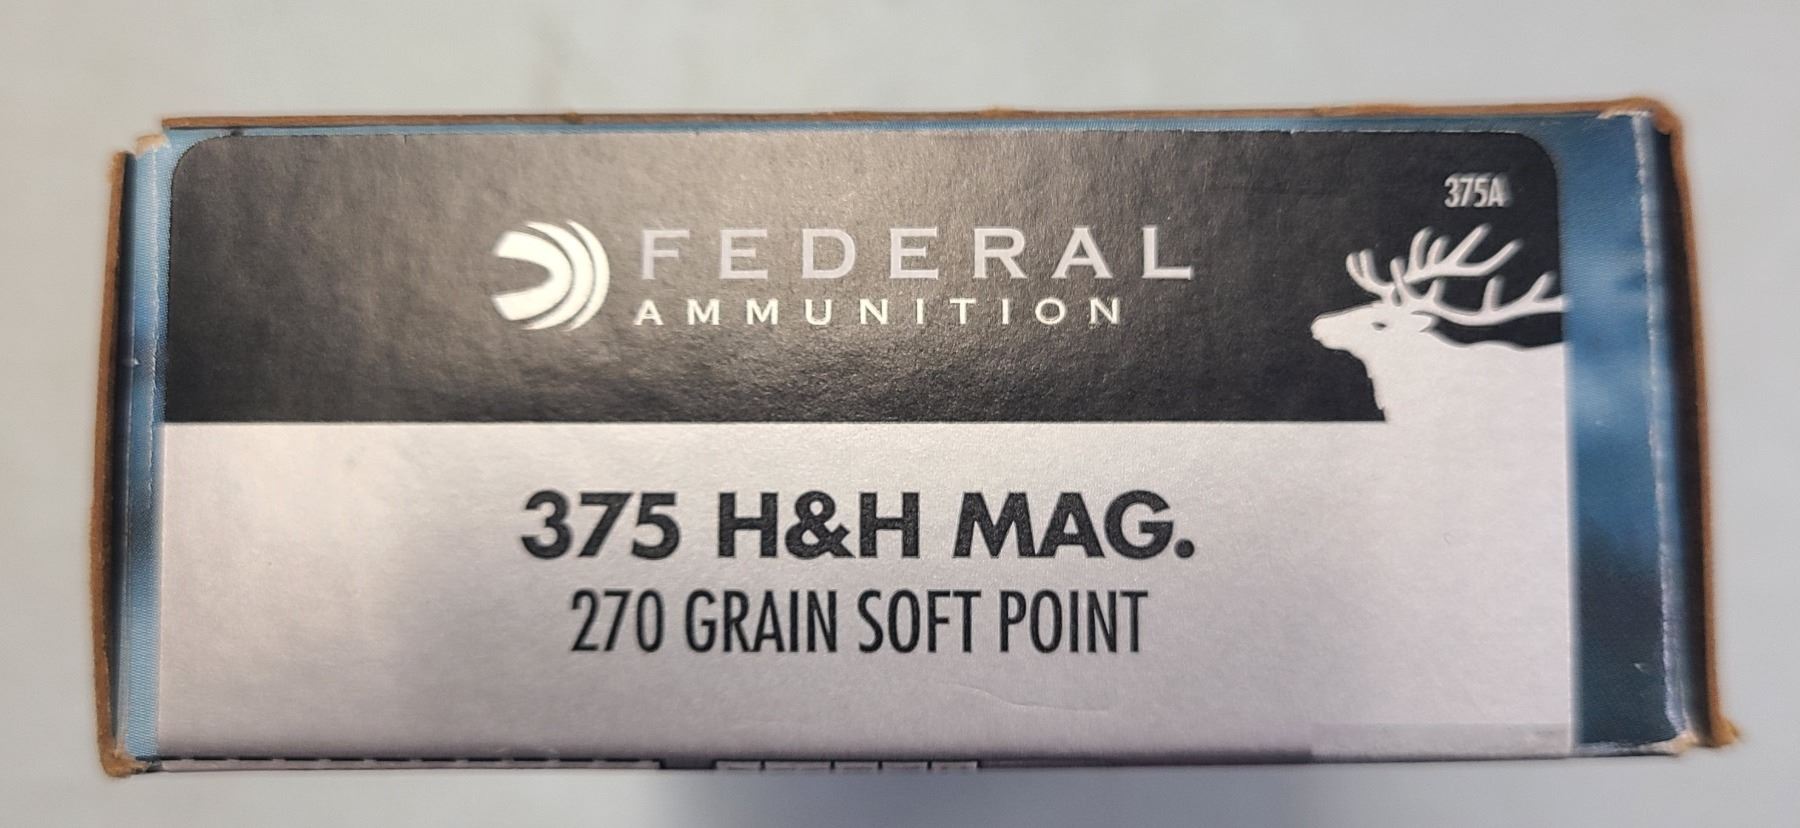 375A
FEDERAL
AMMUNITION
375 H&H MAG.
270 GRAIN SOFT POINT